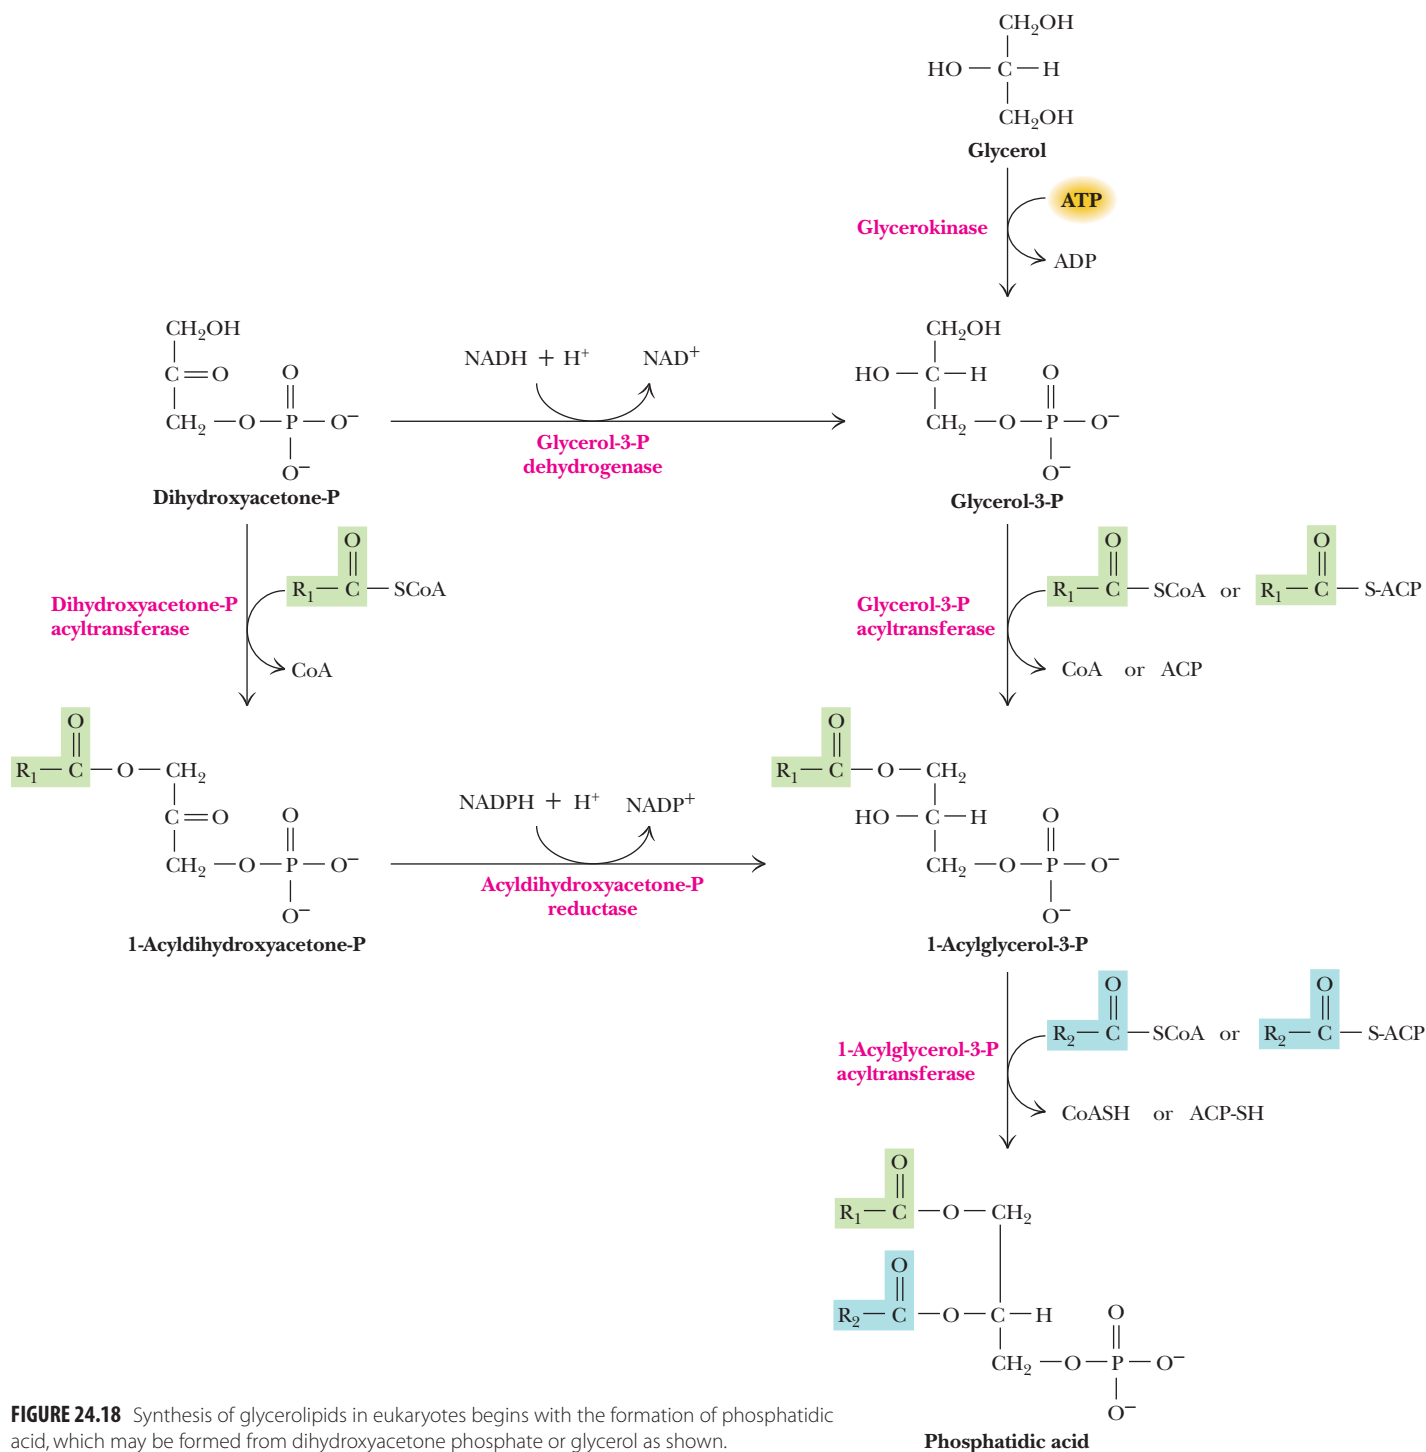 CH2OH
HO — C — H
CH2OH
Glycerol
ATP
Glycerokinase
ADP
CH2OH
C=O O
CH2 — O — P — O−
O−
Dihydroxyacetone-P
NADH + H+ NAD+
Glycerol-3-P
dehydrogenase
CH2OH
HO — C — H O
CH2 — O — P — O−
O−
Glycerol-3-P
O
R1 — C — SCoA
Dihydroxyacetone-P
acyltransferase
CoA
O O
R1 — C — SCoA or R1 — C — S-ACP
Glycerol-3-P
acyltransferase
CoA or ACP
O
R1 — C — O — CH2
C=O O
CH2 — O — P — O−
O−
1-Acyldihydroxyacetone-P
NADPH + H+ NADP+
Acyldihydroxyacetone-P
reductase
O
R1 — C — O — CH2
HO — C — H O
CH2 — O — P — O−
O−
1-Acylglycerol-3-P
O O
R2 — C — SCoA or R2 — C — S-ACP
1-Acylglycerol-3-P
acyltransferase
CoASH or ACP-SH
O
R1 — C — O — CH2
O
R2 — C — O — C — H O
CH2 — O — P — O−
O−
Phosphatidic acid
FIGURE 24.18 Synthesis of glycerolipids in eukaryotes begins with the formation of phosphatidic
acid, which may be formed from dihydroxyacetone phosphate or glycerol as shown.